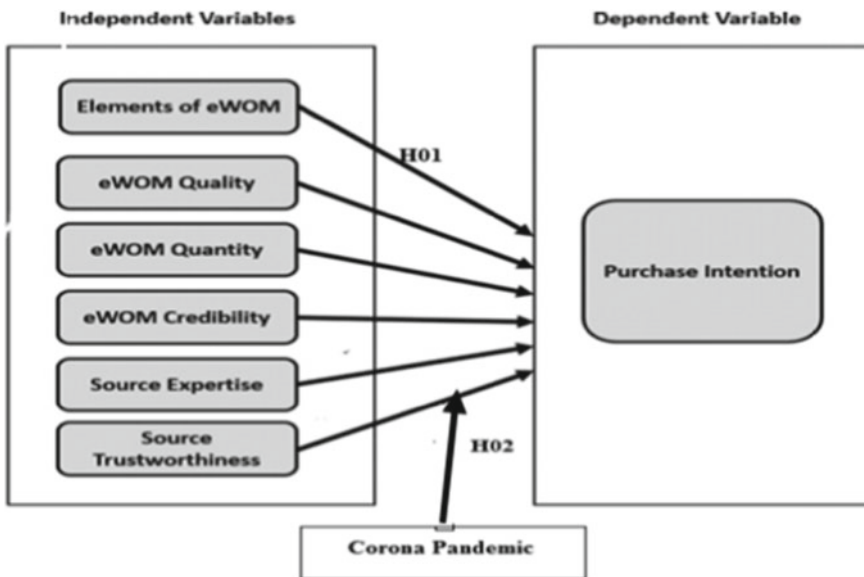 Independent Variables
Dependent Variable
Elements of eWOM
H01
eWOM Quality
eWOM Quantity
Purchase Intention
eWOM Credibility
Source Expertise
Source
Trustworthiness
H02
Corona Pandemic